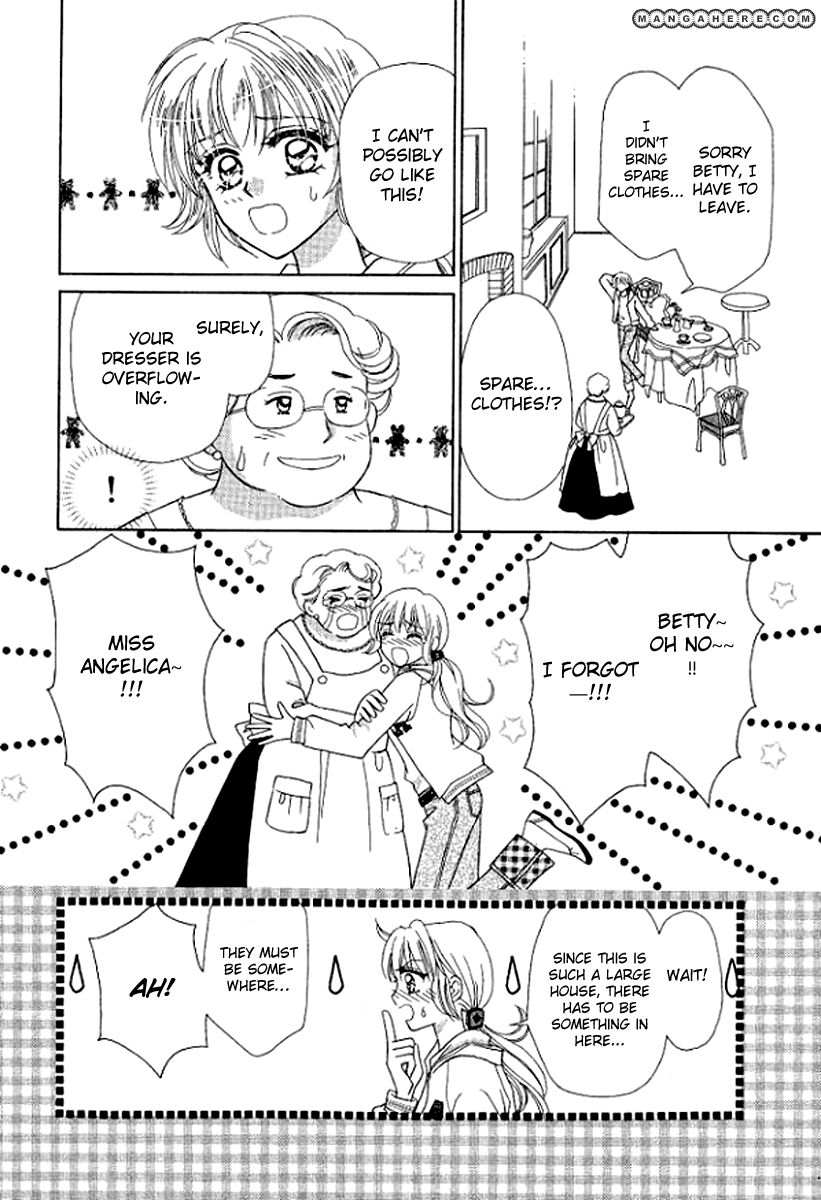 MANGAHERE.COM
SORRY
BETTY, I
HAVE TO
LEAVE.
I
DIDN'T
BRING
SPARE
CLOTHES...
SPARE...
CLOTHES!?
I CAN'T
POSSIBLY
GO LIKE
THIS!
SURELY,
YOUR
DRESSER IS
OVERFLOW-
ING.
!
BETTY~
OH NO~~
!!
I FORGOT
—!!!
MISS
ANGELICA~
!!!
WAIT!
SINCE THIS IS
SUCH A LARGE
HOUSE, THERE
HAS TO BE
SOMETHING IN
HERE...
THEY MUST
BE SOME-
WHERE...
AH!